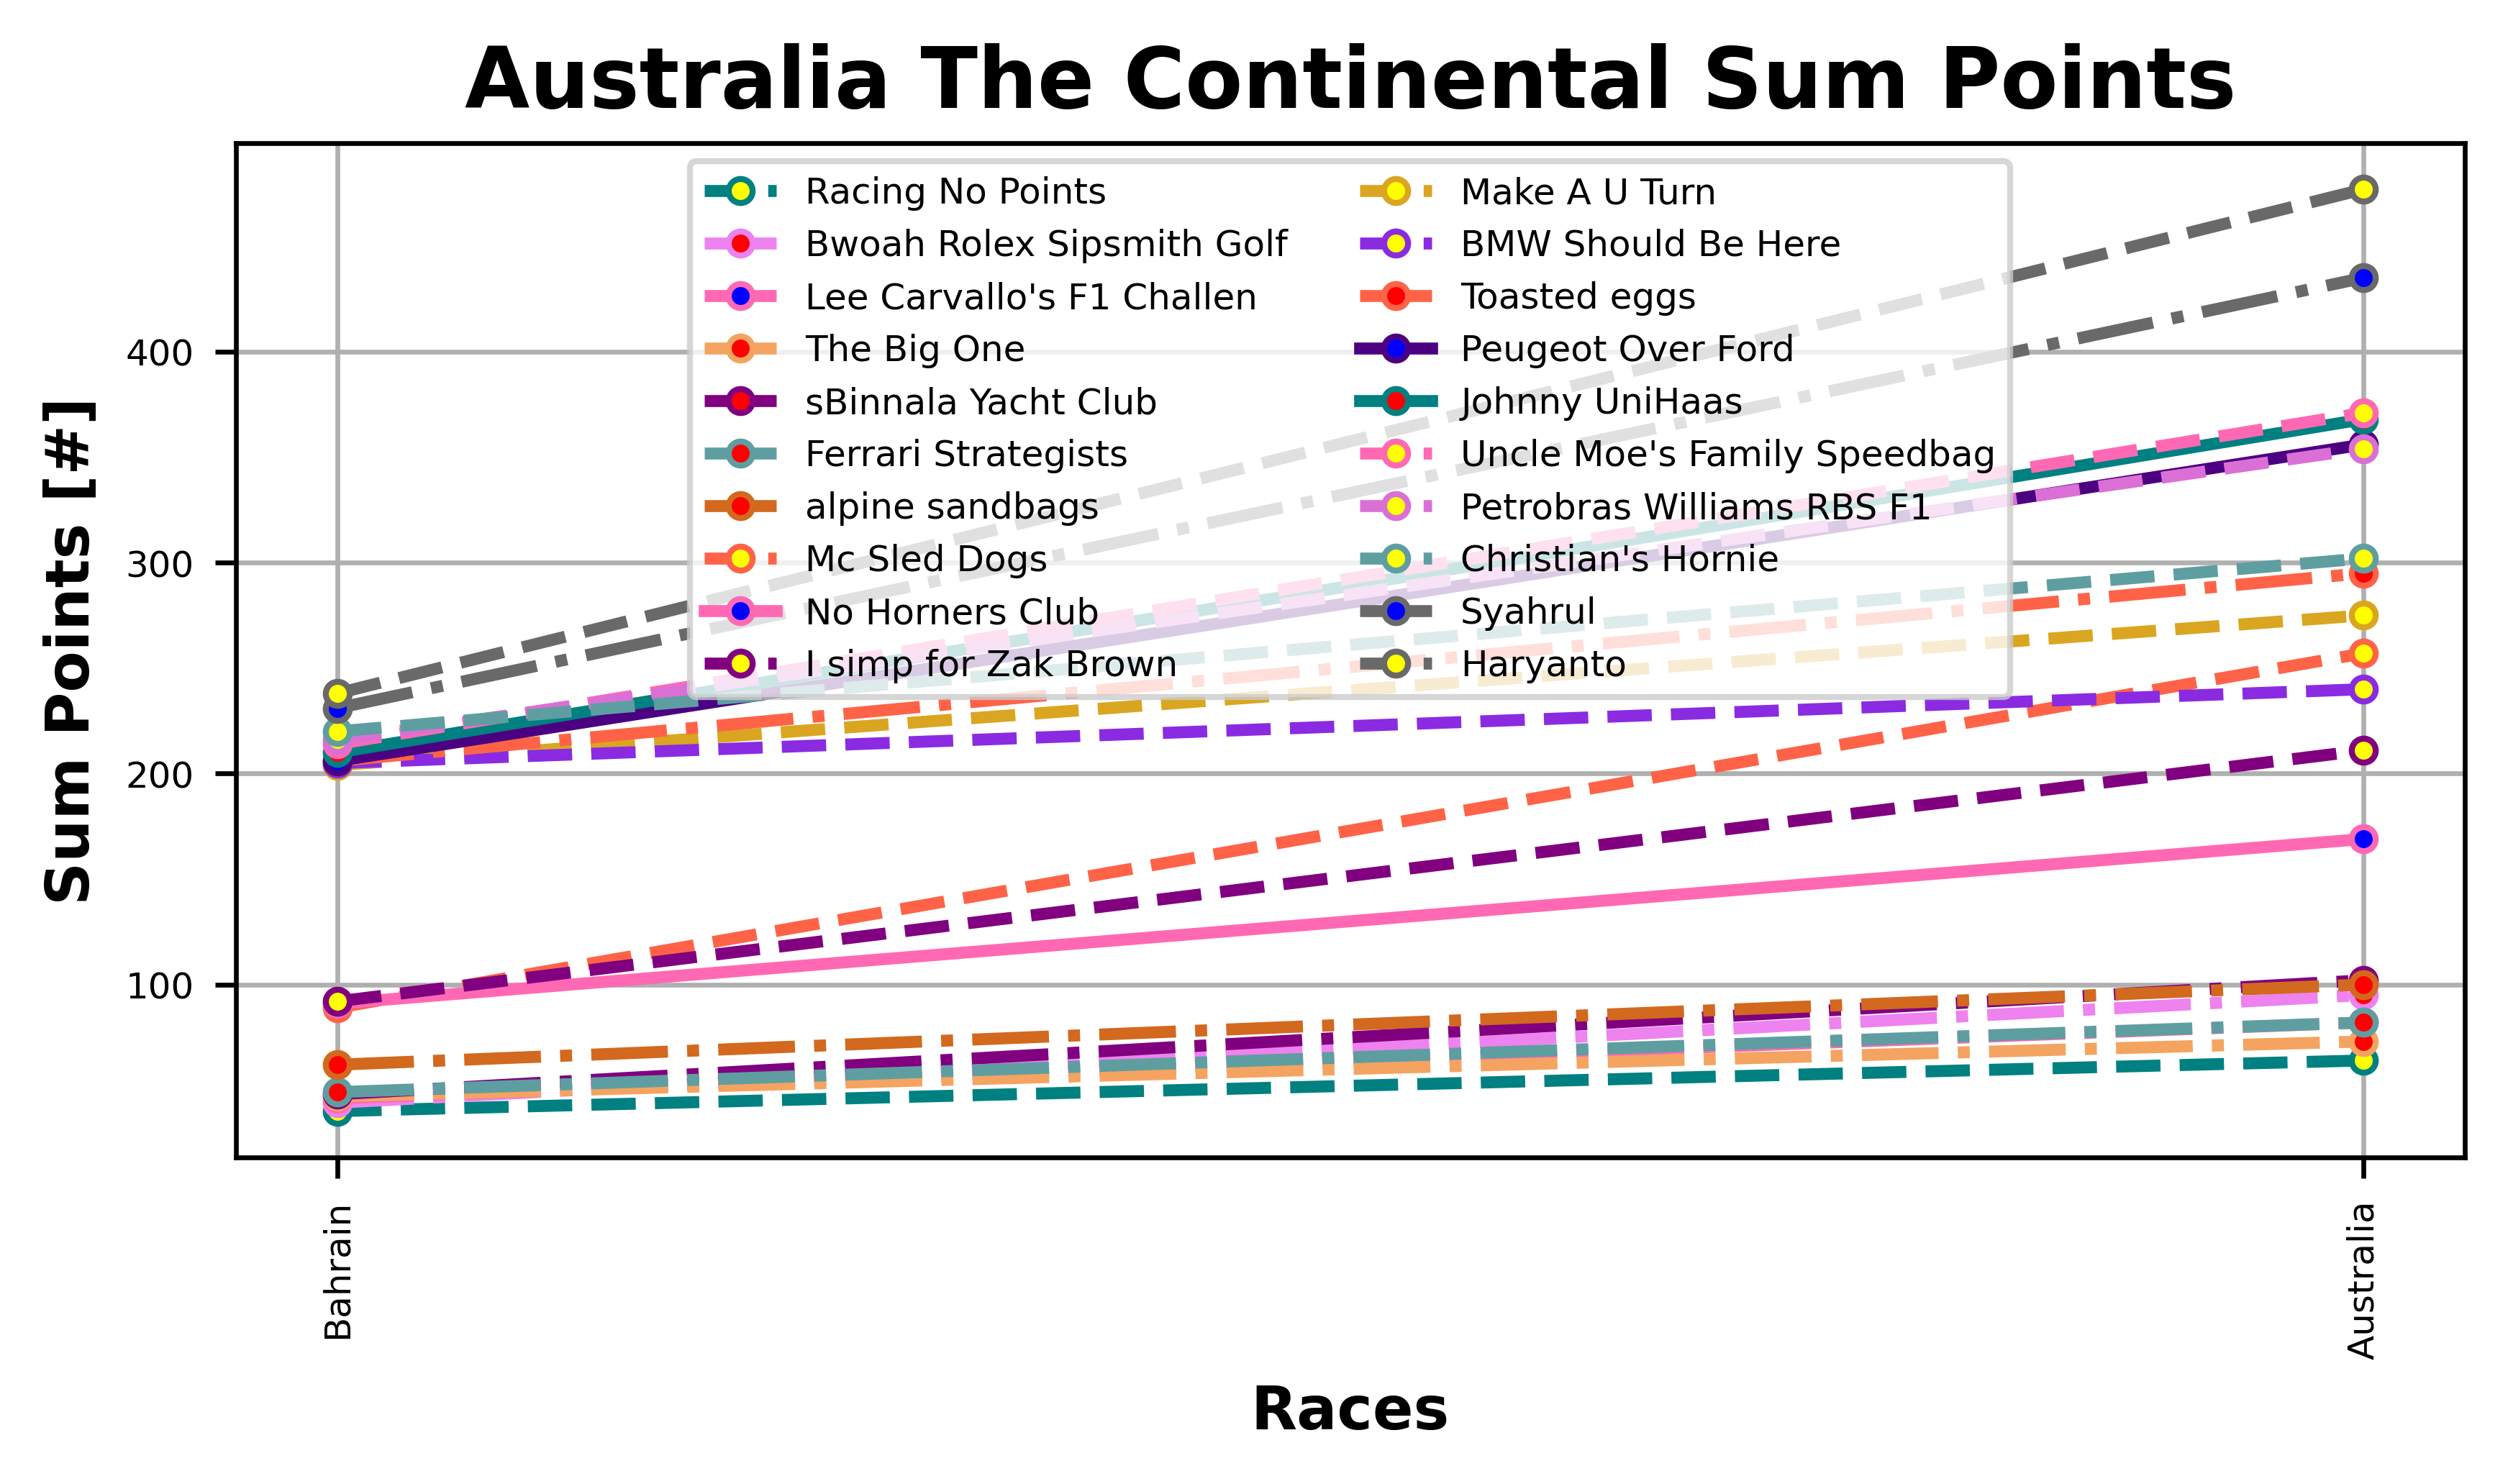 Australia The Continental Sum Points
Sum Points [#]
400
300
200
100
Racing No Points
Bwoah Rolex Sipsmith Golf
Lee Carvallo's F1 Challen
The Big One
sBinnala Yacht Club
Ferrari Strategists
alpine sandbags
Mc Sled Dogs
No Horners Club
I simp for Zak Brown
Make A U Turn
BMW Should Be Here
Toasted eggs
Peugeot Over Ford
Johnny UniHaas
Uncle Moe's Family Speedbag
Petrobras Williams RBS F1
Christian's Hornie
Syahrul
Haryanto
Bahrain
Australia
Races